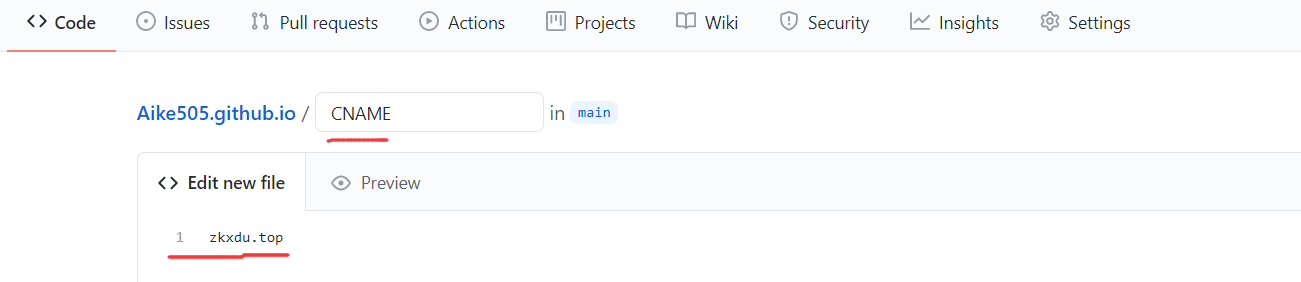 Code Issues Pull requests Actions Projects Wiki Security Insights Settings
Aike505.github.io / CNAME in main
Edit new file Preview
1 zkxdu.top